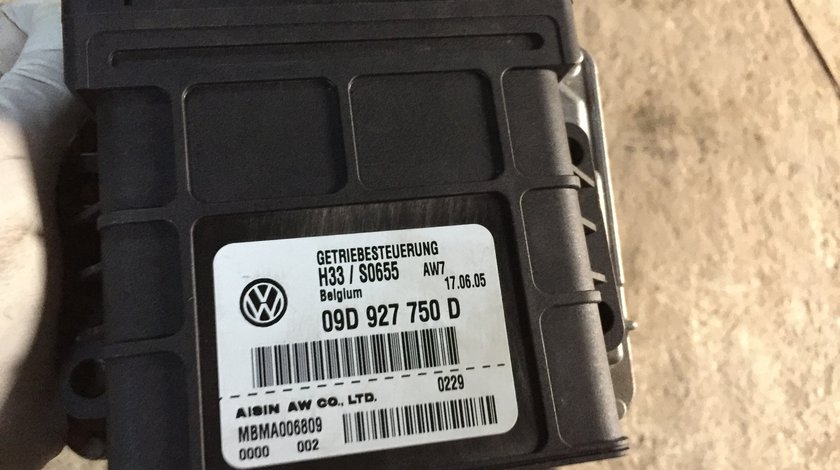 GETRIEBESTEUERUNG
H33 / S0655 AW7 17.06.05
Belgium
09D 927 750 D
0229
AISIN AW CO., LTD.
MBMA006809
0000 002